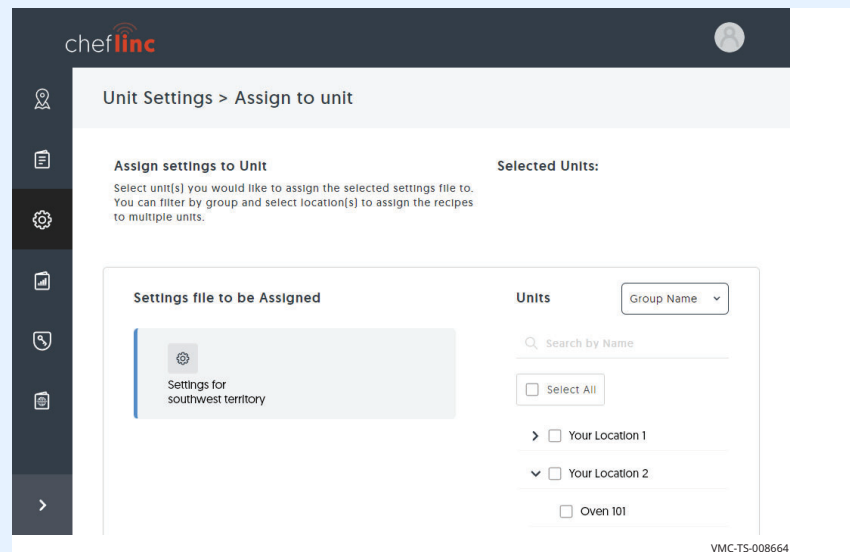 cheflinc
Unit Settings > Assign to unit
Assign settings to Unit
Select unit(s) you would like to assign the selected settings file to.
You can filter by group and select location(s) to assign the recipes
to multiple units.
Selected Units:
Settings file to be Assigned
Settings for
southwest territory
Units
Group Name
Search by Name
Select All
Your Location 1
Your Location 2
Oven 101
VMC-TS-008664